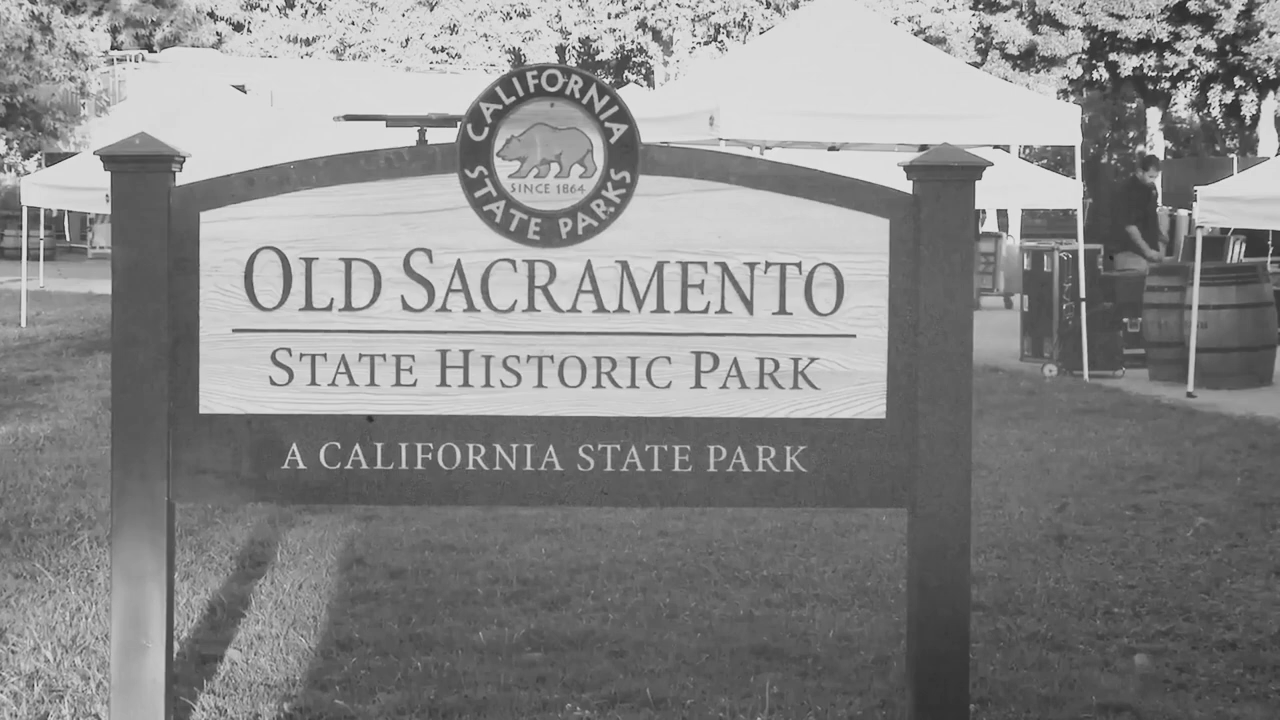 CALIFORNIA
SINCE 1864
STATE PARKS
OLD SACRAMENTO
STATE HISTORIC PARK
A CALIFORNIA STATE PARK